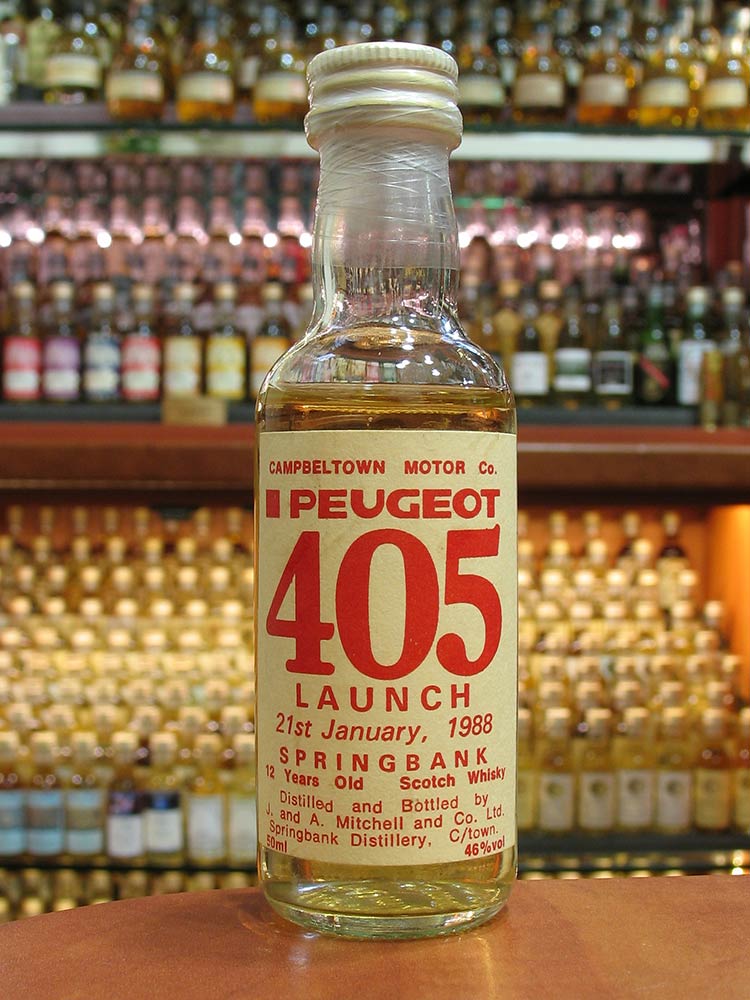 CAMPBELTOWN MOTOR Co.
PEUGEOT
405
LAUNCH
21st January, 1988
SPRINGBANK
12 Years Old Scotch Whisky
Distilled and Bottled by
J. and A. Mitchell and Co. Ltd.
Springbank Distillery, C/town.
50ml 46%vol